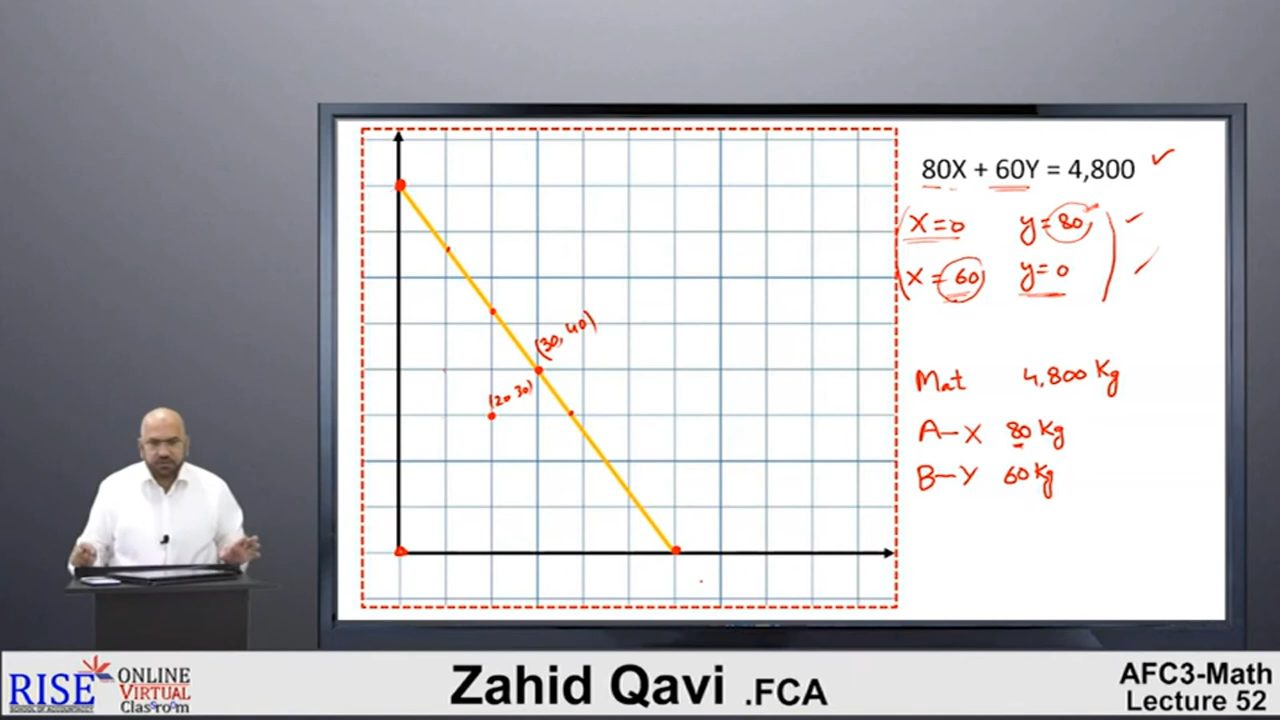 80X + 60Y = 4,800
X=0 y=80
X=60 y=0
(30, 40)
(20 30)
Mat 4,800 Kg
A-X 80 Kg
B-Y 60 Kg
RISE ONLINE
VIRTUAL
Classroom
Zahid Qavi .FCA
AFC3-Math
Lecture 52